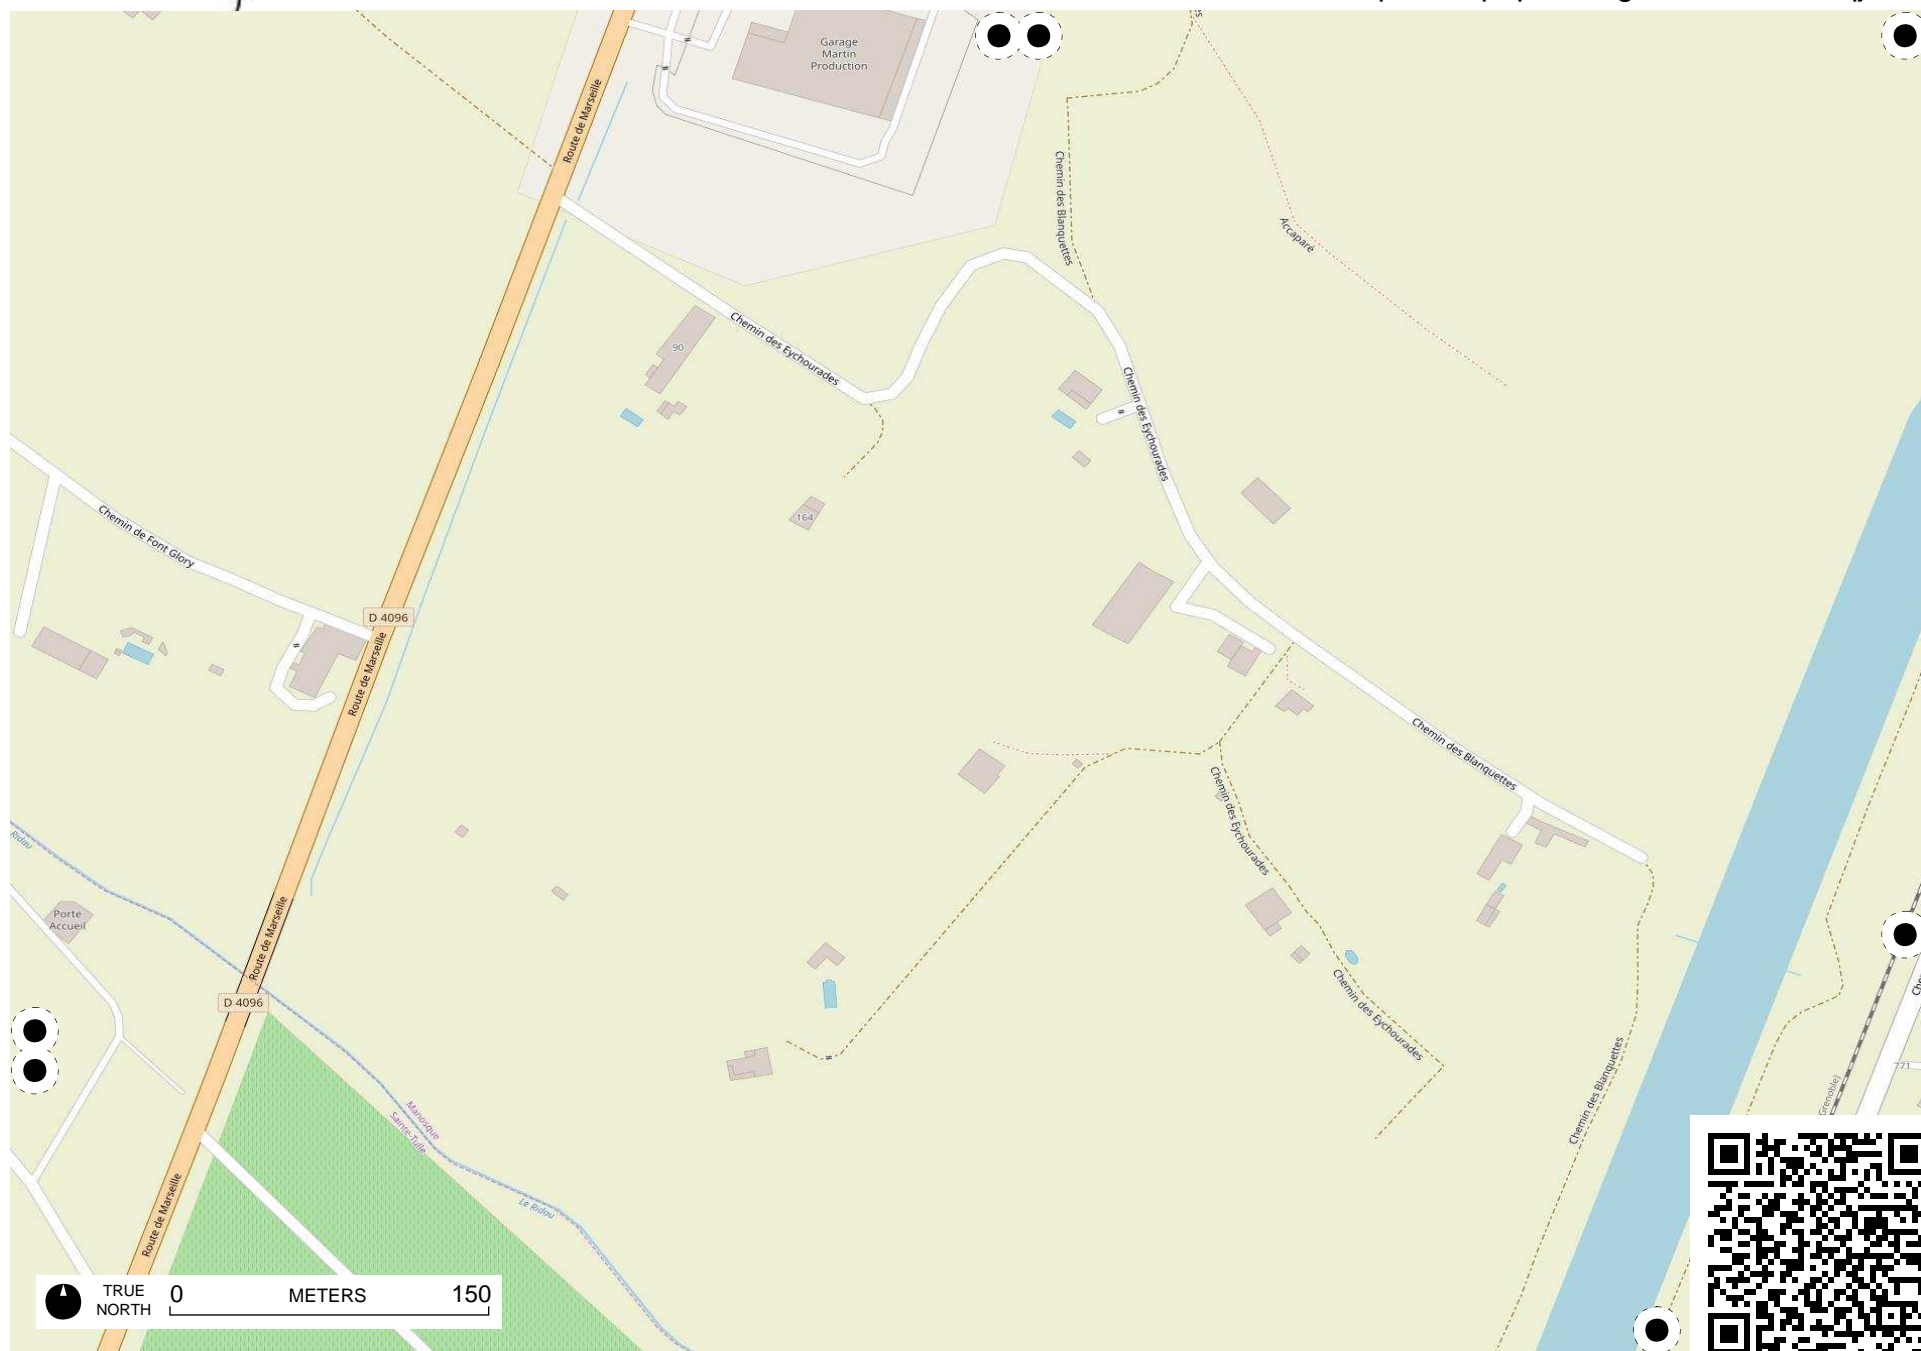 Garage
Martin
Production
Route de Marseille
Chemin des Blanquettes
Accaparé
Chemin des Eychourades
90
Chemin des Eychourades
164
Chemin de Font Glory
D 4096
Route de Marseille
Chemin des Blanquettes
Chemin des Eychourades
Ridau
Porte
Accueil
Route de Marseille
D 4096
Chemin des Eychourades
Chemin des Blanquettes
771
Grenoble)
Manosque
Sainte-Tulle
Le Ridau
Route de Marseille
TRUE
NORTH
0 METERS 150